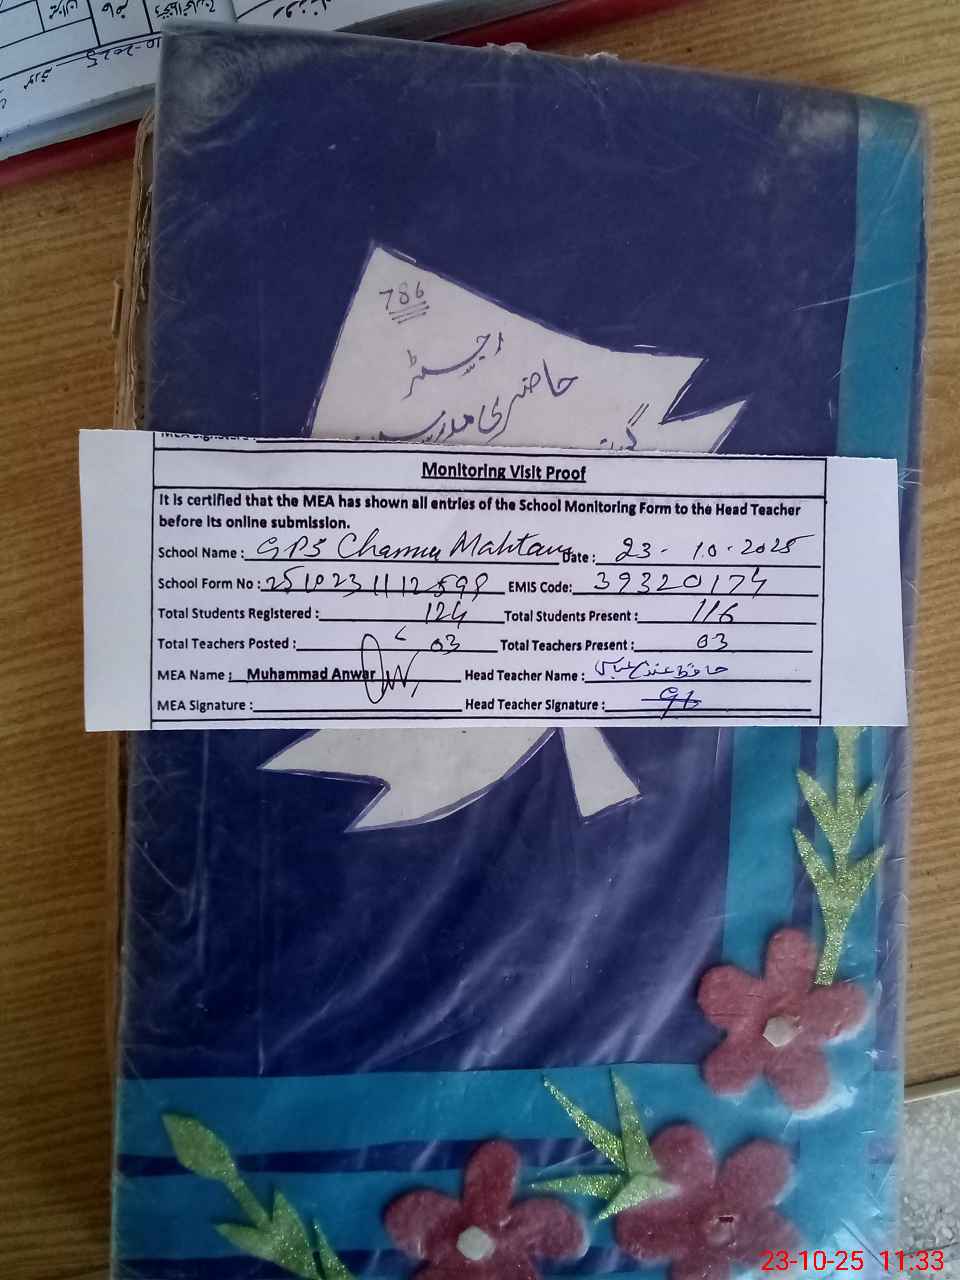 786
رجسٹر
حاضری مدرسین
Monitoring Visit Proof
It is certified that the MEA has shown all entries of the School Monitoring Form to the Head Teacher
before its online submission.
School Name : GPS Channu Mahtam Date : 23-10-2025
School Form No : 2510231112598 EMIS Code: 39320174
Total Students Registered : 124 Total Students Present : 116
Total Teachers Posted : 03 Total Teachers Present : 03
MEA Name : Muhammad Anwar Head Teacher Name : حافظ
MEA Signature : Head Teacher Signature :
23-10-25 11:33